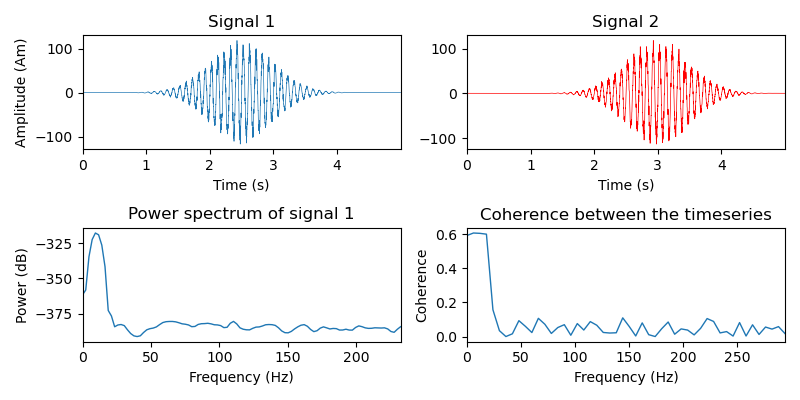 Signal 1
Amplitude (Am)
100
0
−100
0 1 2 3 4
Time (s)
Signal 2
100
0
−100
0 1 2 3 4
Time (s)
Power spectrum of signal 1
Power (dB)
−325
−350
−375
0 50 100 150 200
Frequency (Hz)
Coherence between the timeseries
Coherence
0.6
0.4
0.2
0.0
0 50 100 150 200 250
Frequency (Hz)